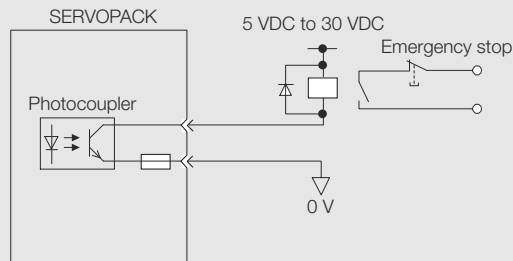 SERVOPACK
5 VDC to 30 VDC
Emergency stop
Photocoupler
0 V